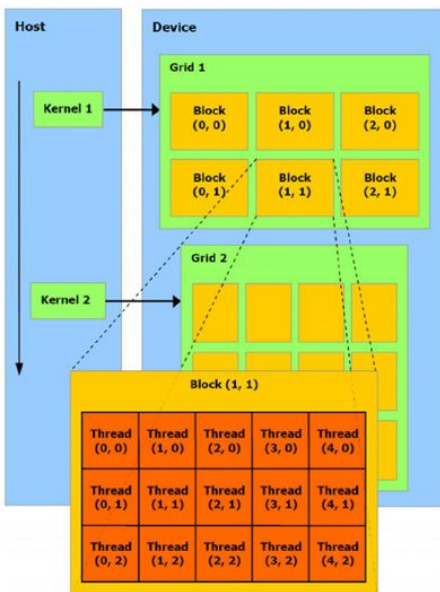 Host
Device
Grid 1
Kernel 1
Block
(0, 0)
Block
(1, 0)
Block
(2, 0)
Block
(0, 1)
Block
(1, 1)
Block
(2, 1)
Grid 2
Kernel 2
Block (1, 1)
Thread
(0, 0)
Thread
(1, 0)
Thread
(2, 0)
Thread
(3, 0)
Thread
(4, 0)
Thread
(0, 1)
Thread
(1, 1)
Thread
(2, 1)
Thread
(3, 1)
Thread
(4, 1)
Thread
(0, 2)
Thread
(1, 2)
Thread
(2, 2)
Thread
(3, 2)
Thread
(4, 2)